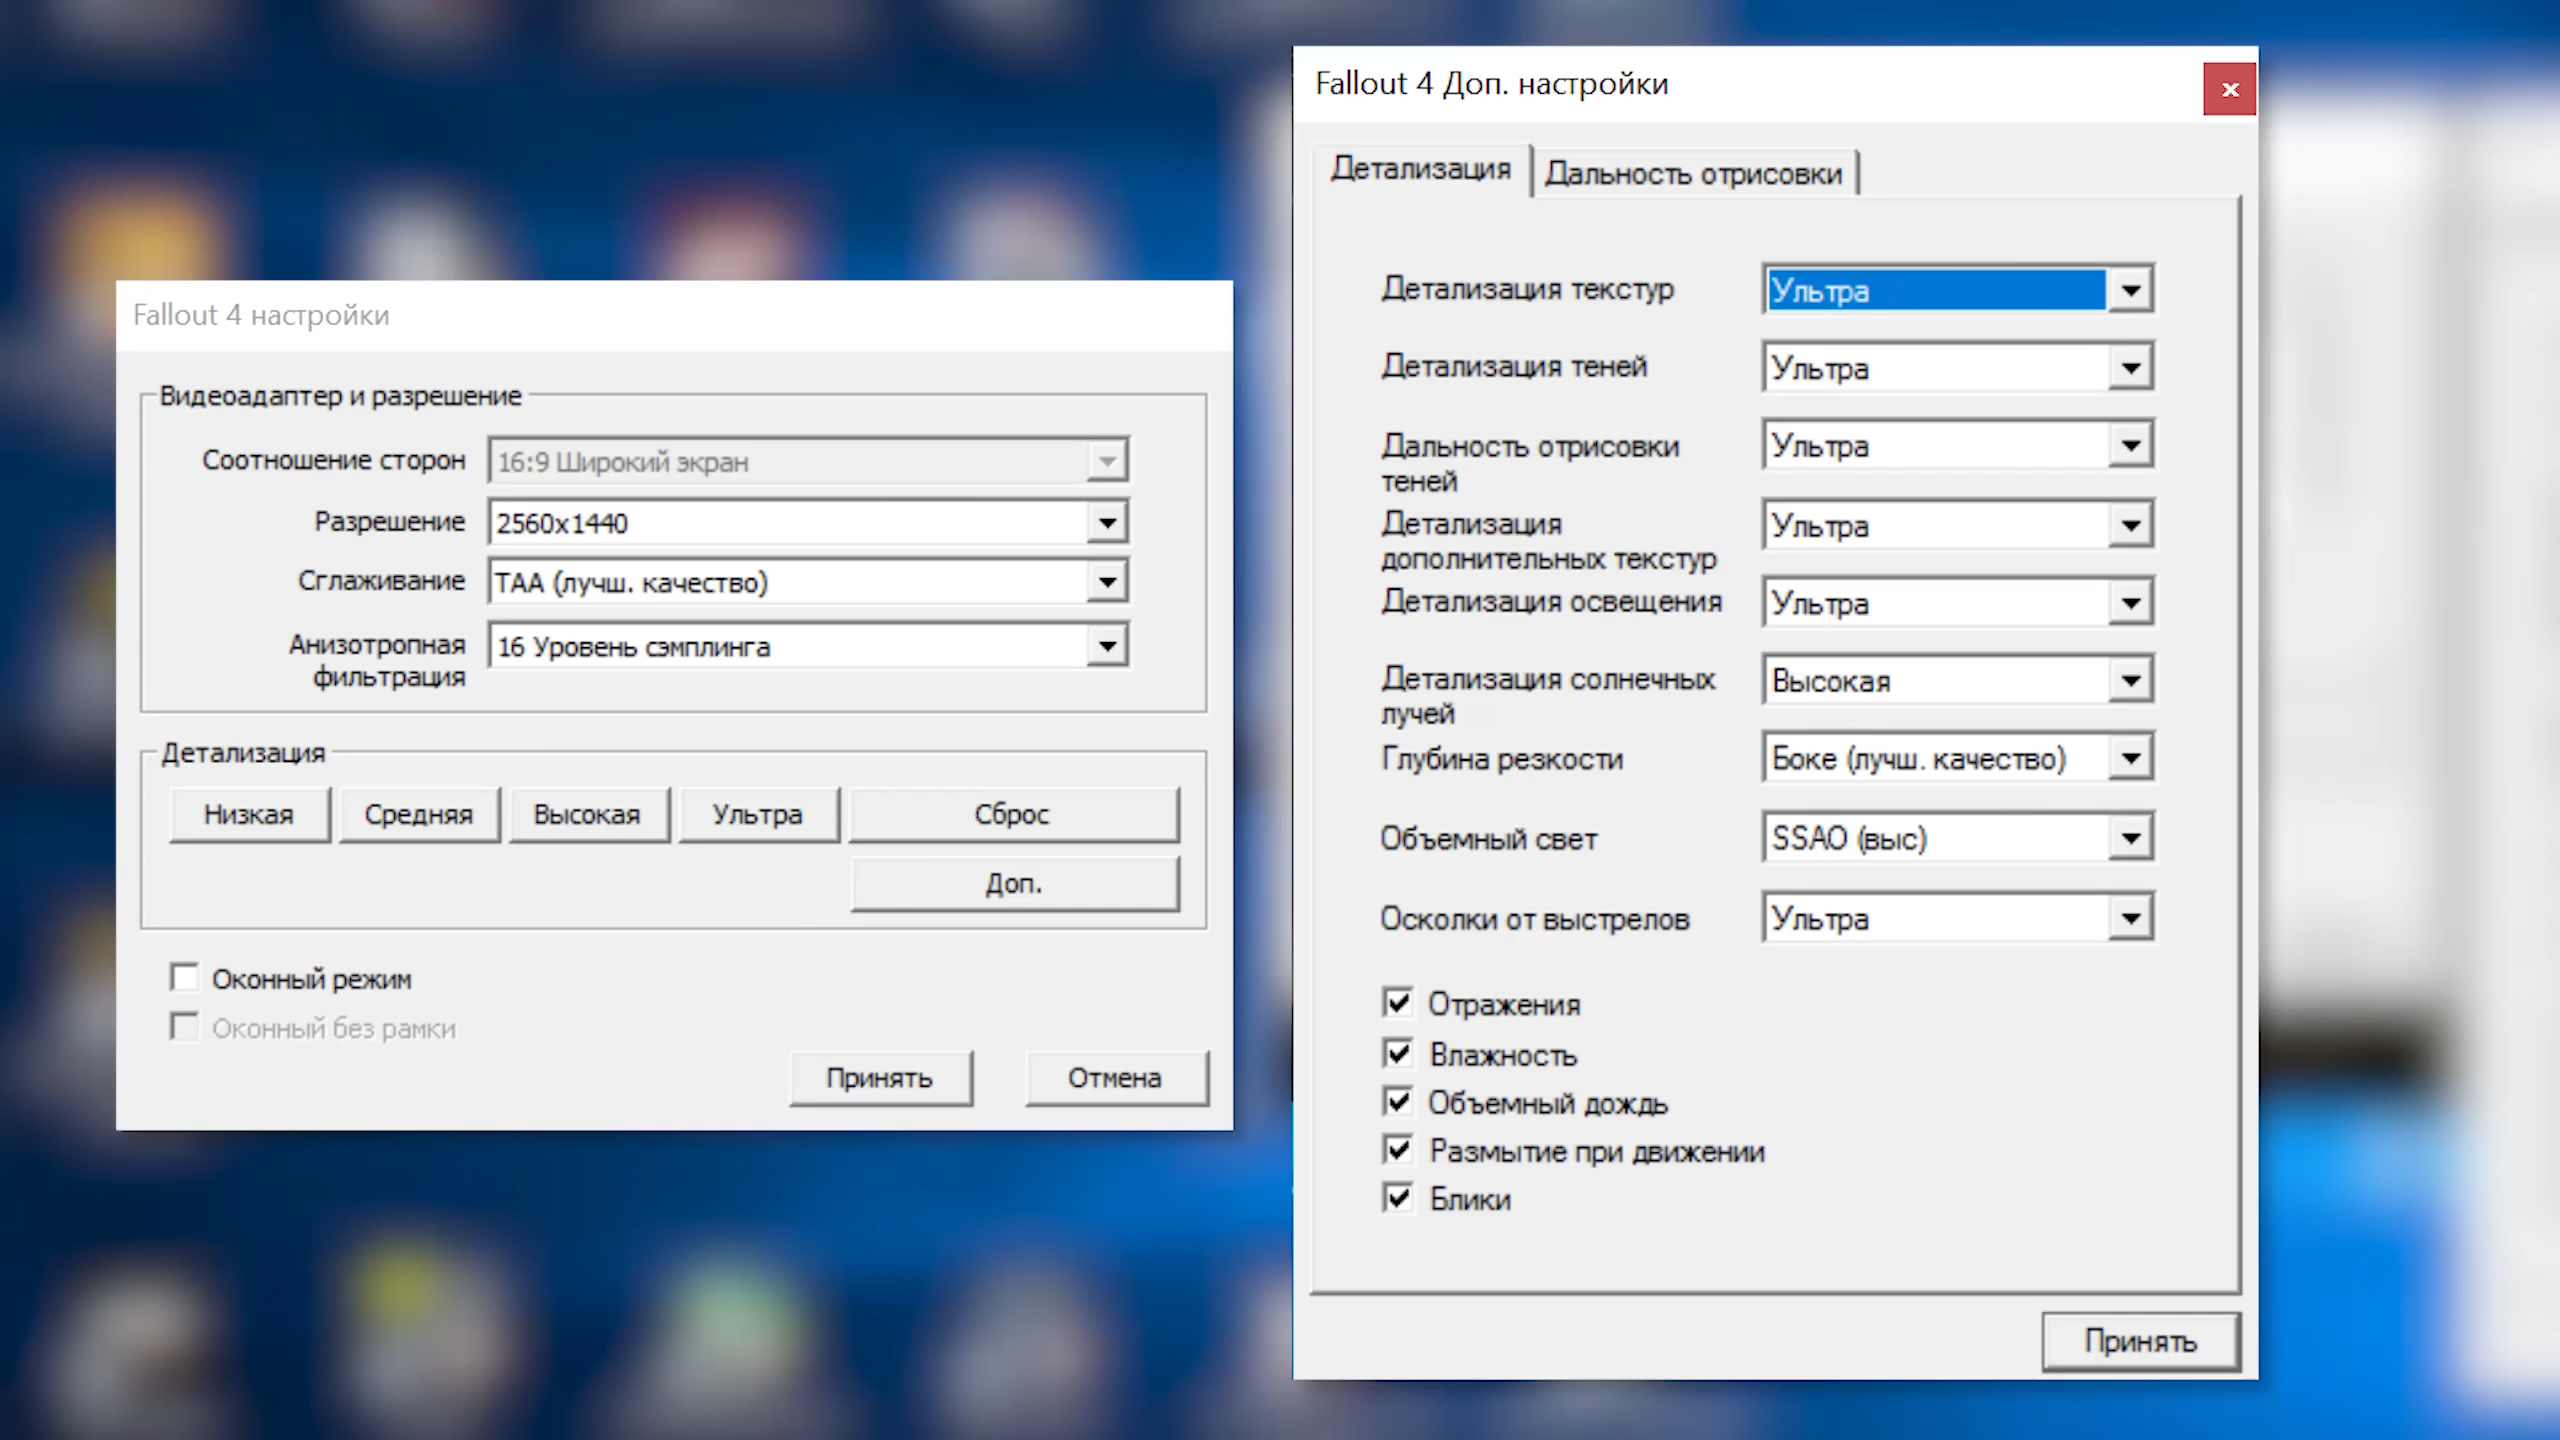 Fallout 4 настройки
Видеоадаптер и разрешение
Соотношение сторон
16:9 Широкий экран
Разрешение
2560x1440
Сглаживание
TAA (лучш. качество)
Анизотропная
фильтрация
16 Уровень сэмплинга
Детализация
Низкая
Средняя
Высокая
Ультра
Сброс
Доп.
Оконный режим
Оконный без рамки
Принять
Отмена
Fallout 4 Доп. настройки
x
Детализация
Дальность отрисовки
Детализация текстур
Ультра
Детализация теней
Ультра
Дальность отрисовки
теней
Ультра
Детализация
дополнительных текстур
Ультра
Детализация освещения
Ультра
Детализация солнечных
лучей
Высокая
Глубина резкости
Боке (лучш. качество)
Объемный свет
SSAO (выс)
Осколки от выстрелов
Ультра
Отражения
Влажность
Объемный дождь
Размытие при движении
Блики
Принять